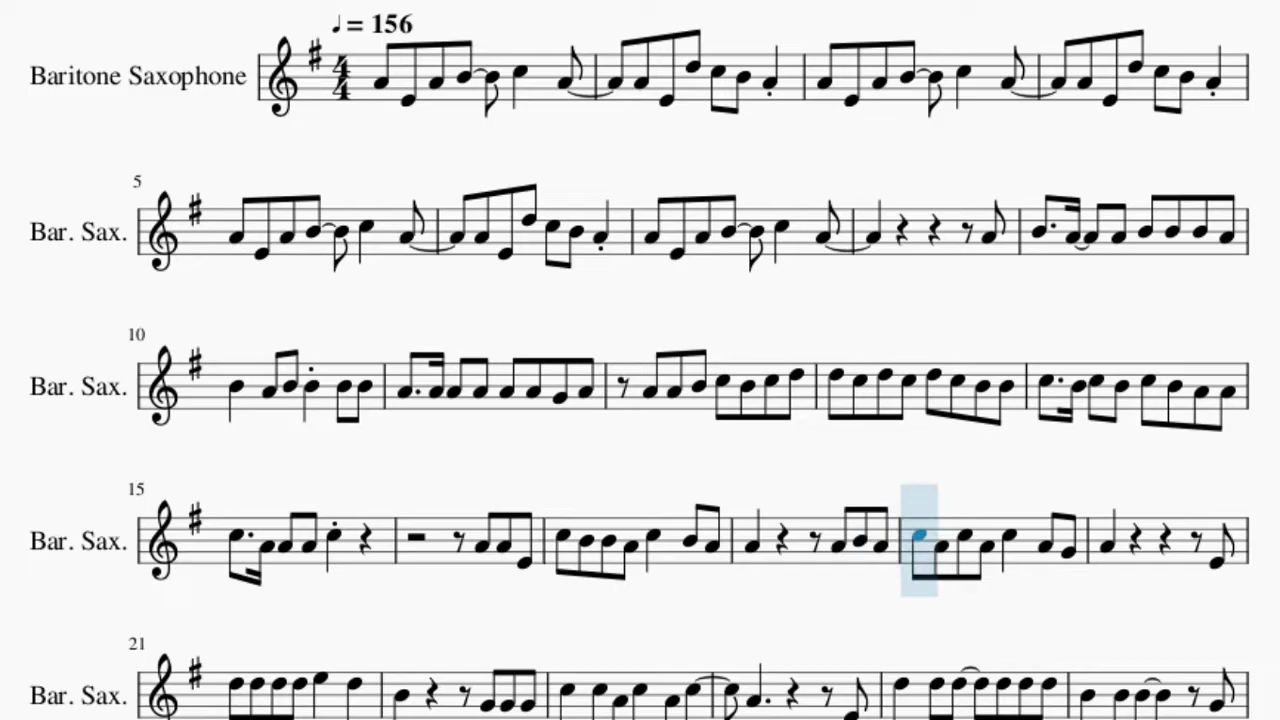 ♩ = 156
Baritone Saxophone
4
4
5
Bar. Sax.
10
Bar. Sax.
15
Bar. Sax.
21
Bar. Sax.